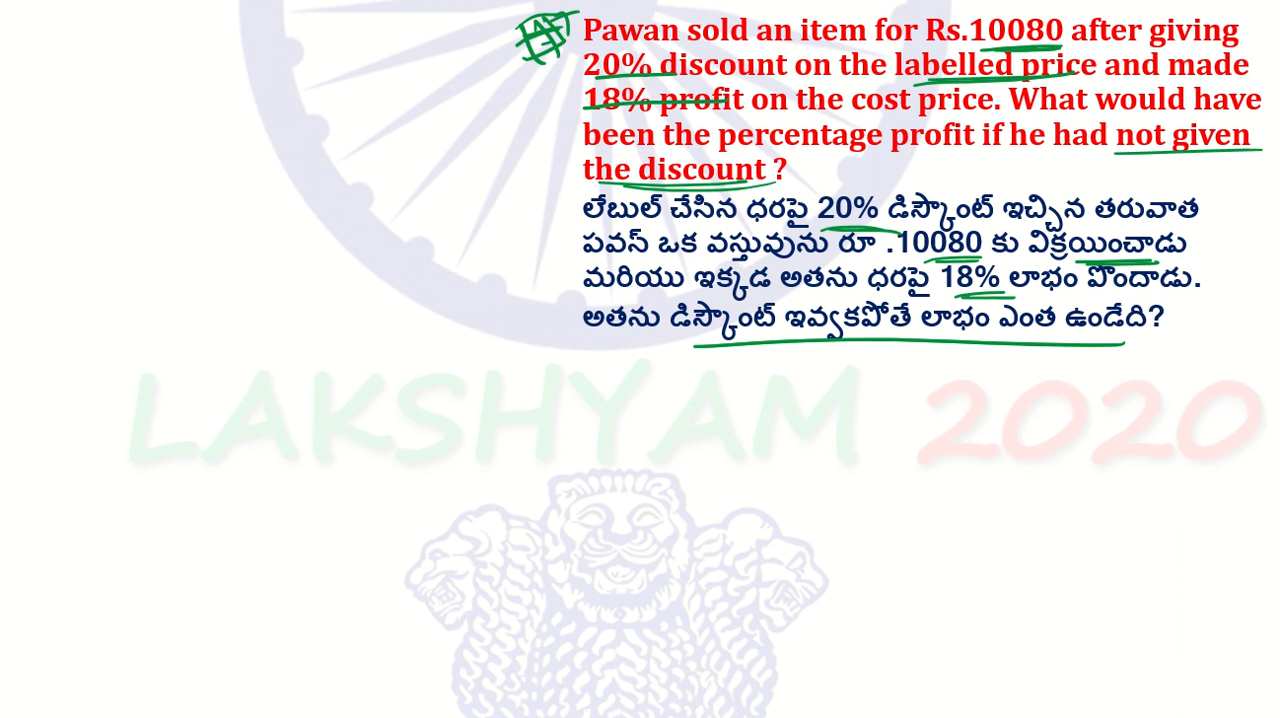 Pawan sold an item for Rs.10080 after giving
20% discount on the labelled price and made
18% profit on the cost price. What would have
been the percentage profit if he had not given
the discount ?
లేబుల్ చేసిన ధరపై 20% డిస్కౌంట్ ఇచ్చిన తరువాత
పవన్ ఒక వస్తువును రూ .10080 కు విక్రయించాడు
మరియు ఇక్కడ అతను ధరపై 18% లాభం పొందాడు.
అతను డిస్కౌంట్ ఇవ్వకపోతే లాభం ఎంత ఉండేది?
LAKSHYAM 2020